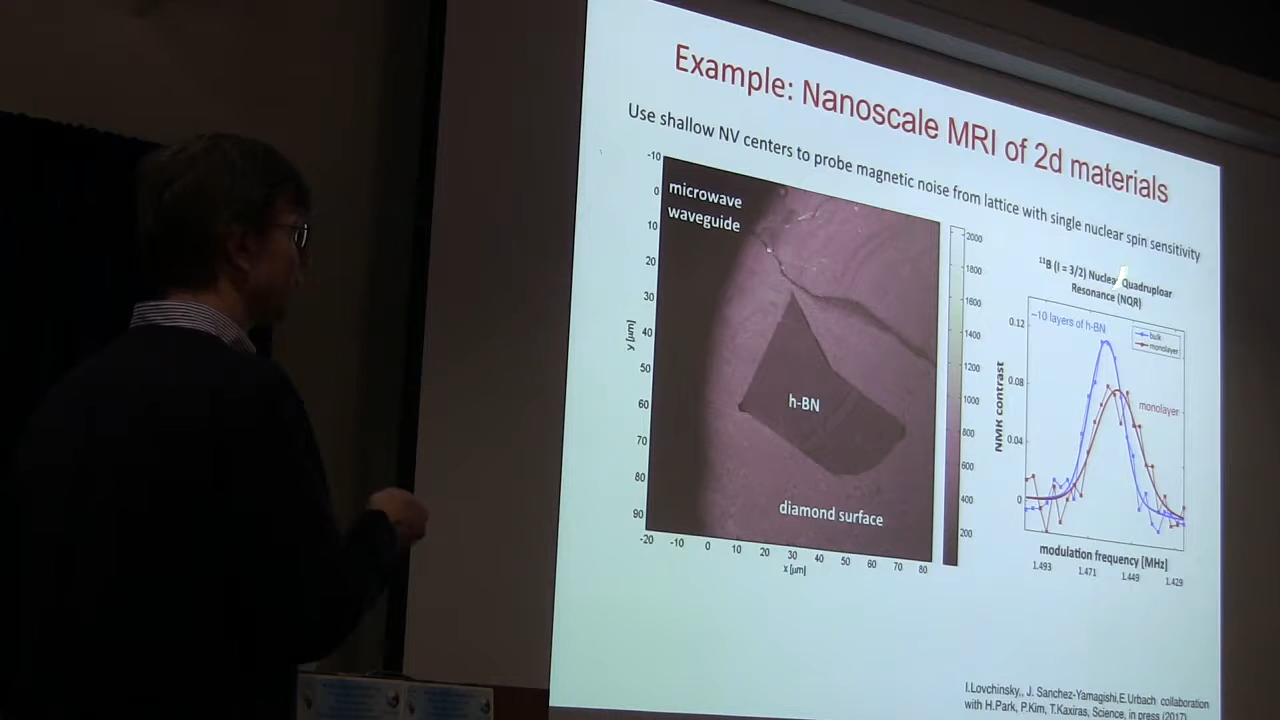 Example: Nanoscale MRI of 2d materials
Use shallow NV centers to probe magnetic noise from lattice with single nuclear spin sensitivity
-10
0
10
20
30
40
50
60
70
80
90
y [μm]
microwave
waveguide
h-BN
diamond surface
-20 -10 0 10 20 30 40 50 60 70 80
x [μm]
2000
1800
1600
1400
1200
1000
800
600
400
200
¹¹B (I = 3/2) Nuclear Quadruploar
Resonance (NQR)
~10 layers of h-BN
bulk
monolayer
monolayer
0.12
0.08
0.04
0
NMK contrast
modulation frequency [MHz]
1.493 1.471 1.449 1.429
I.Lovchinsky,, J. Sanchez-Yamagishi,E.Urbach collaboration
with H.Park, P.Kim, T.Kaxiras, Science, in press (2017)